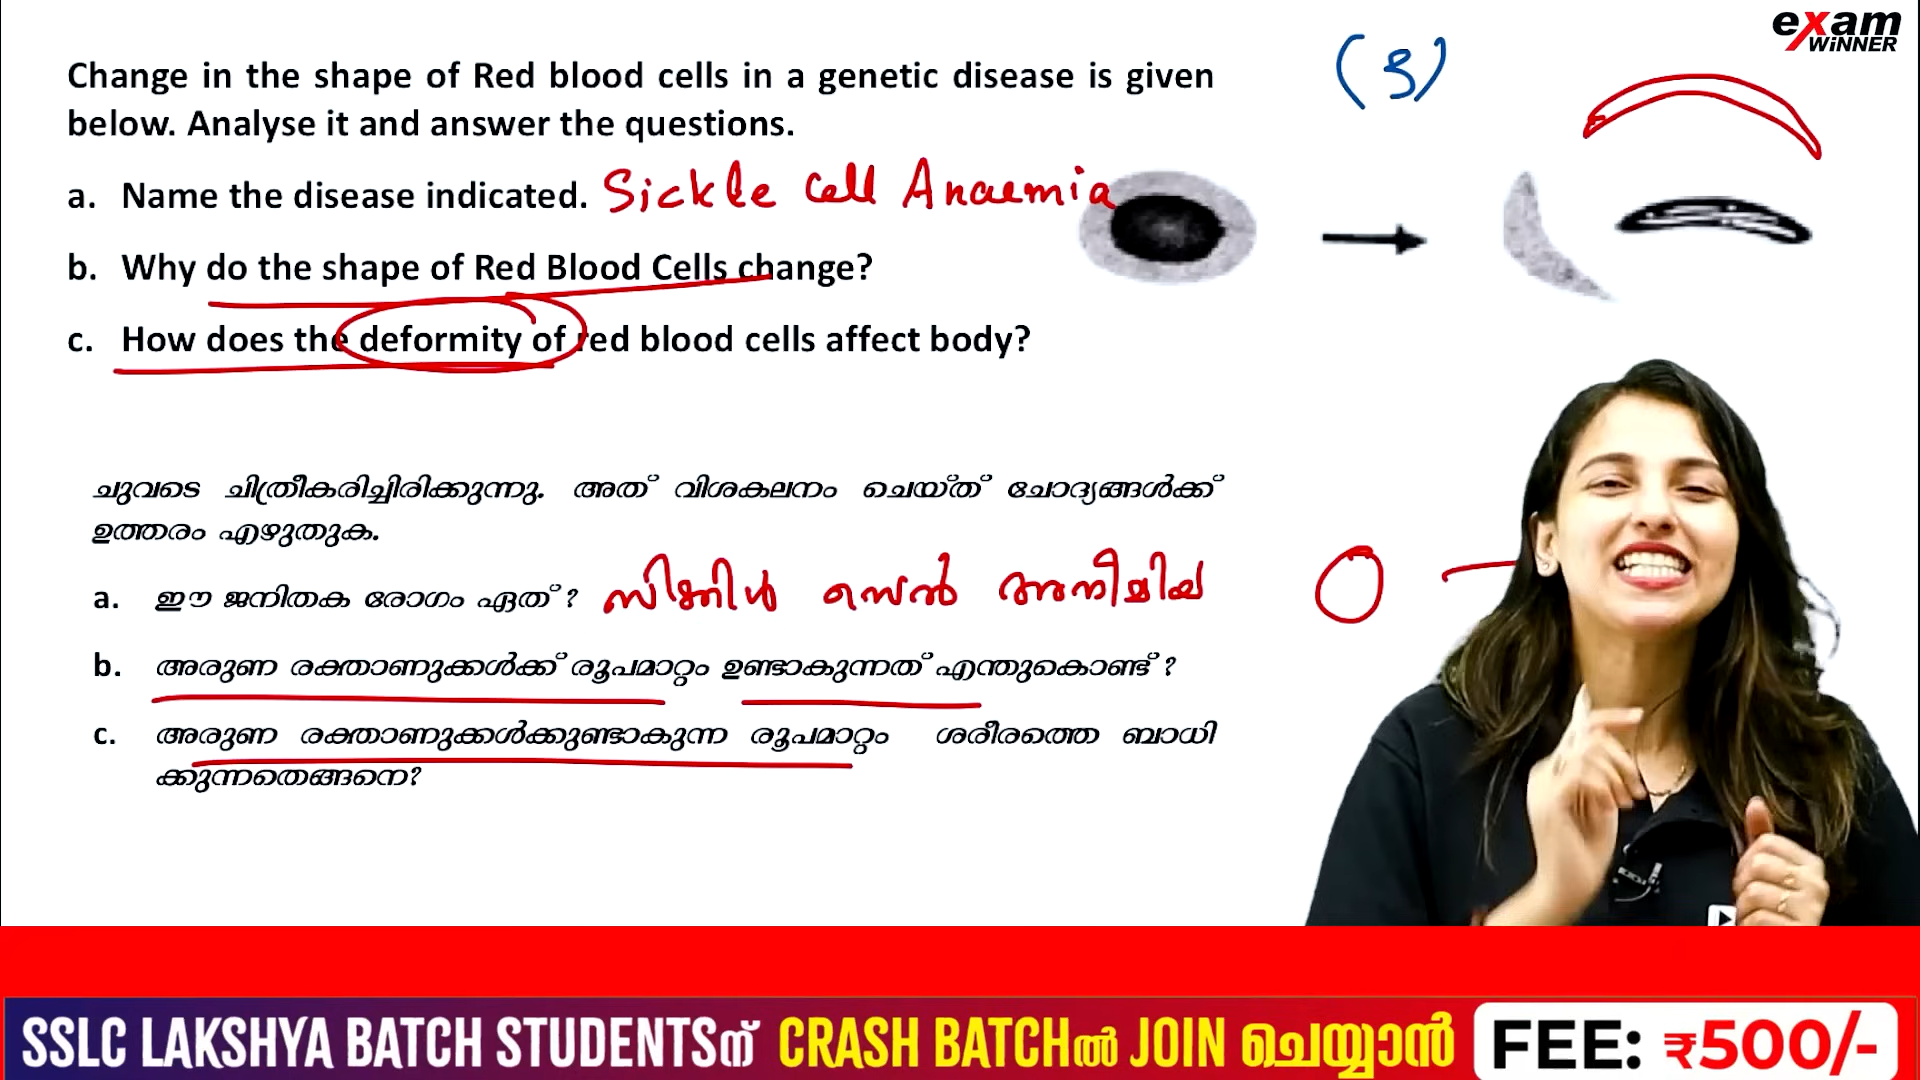 exam
WiNNER
(3)
Change in the shape of Red blood cells in a genetic disease is given
below. Analyse it and answer the questions.
a. Name the disease indicated. Sickle Cell Anaemia
b. Why do the shape of Red Blood Cells change?
c. How does the deformity of red blood cells affect body?
ചുവടെ ചിത്രീകരിച്ചിരിക്കുന്നു. അത് വിശകലനം ചെയ്ത് ചോദ്യങ്ങൾക്ക്
ഉത്തരം എഴുതുക.
a. ഈ ജനിതക രോഗം ഏത് ? സിക്കിൾ സെൽ അനീമിയ
b. അരുണ രക്താണുക്കൾക്ക് രൂപമാറ്റം ഉണ്ടാകുന്നത് എന്തുകൊണ്ട് ?
c. അരുണ രക്താണുക്കൾക്കുണ്ടാകുന്ന രൂപമാറ്റം ശരീരത്തെ ബാധി
ക്കുന്നതെങ്ങനെ?
SSLC LAKSHYA BATCH STUDENTSന് CRASH BATCHൽ JOIN ചെയ്യാൻ FEE: ₹500/-